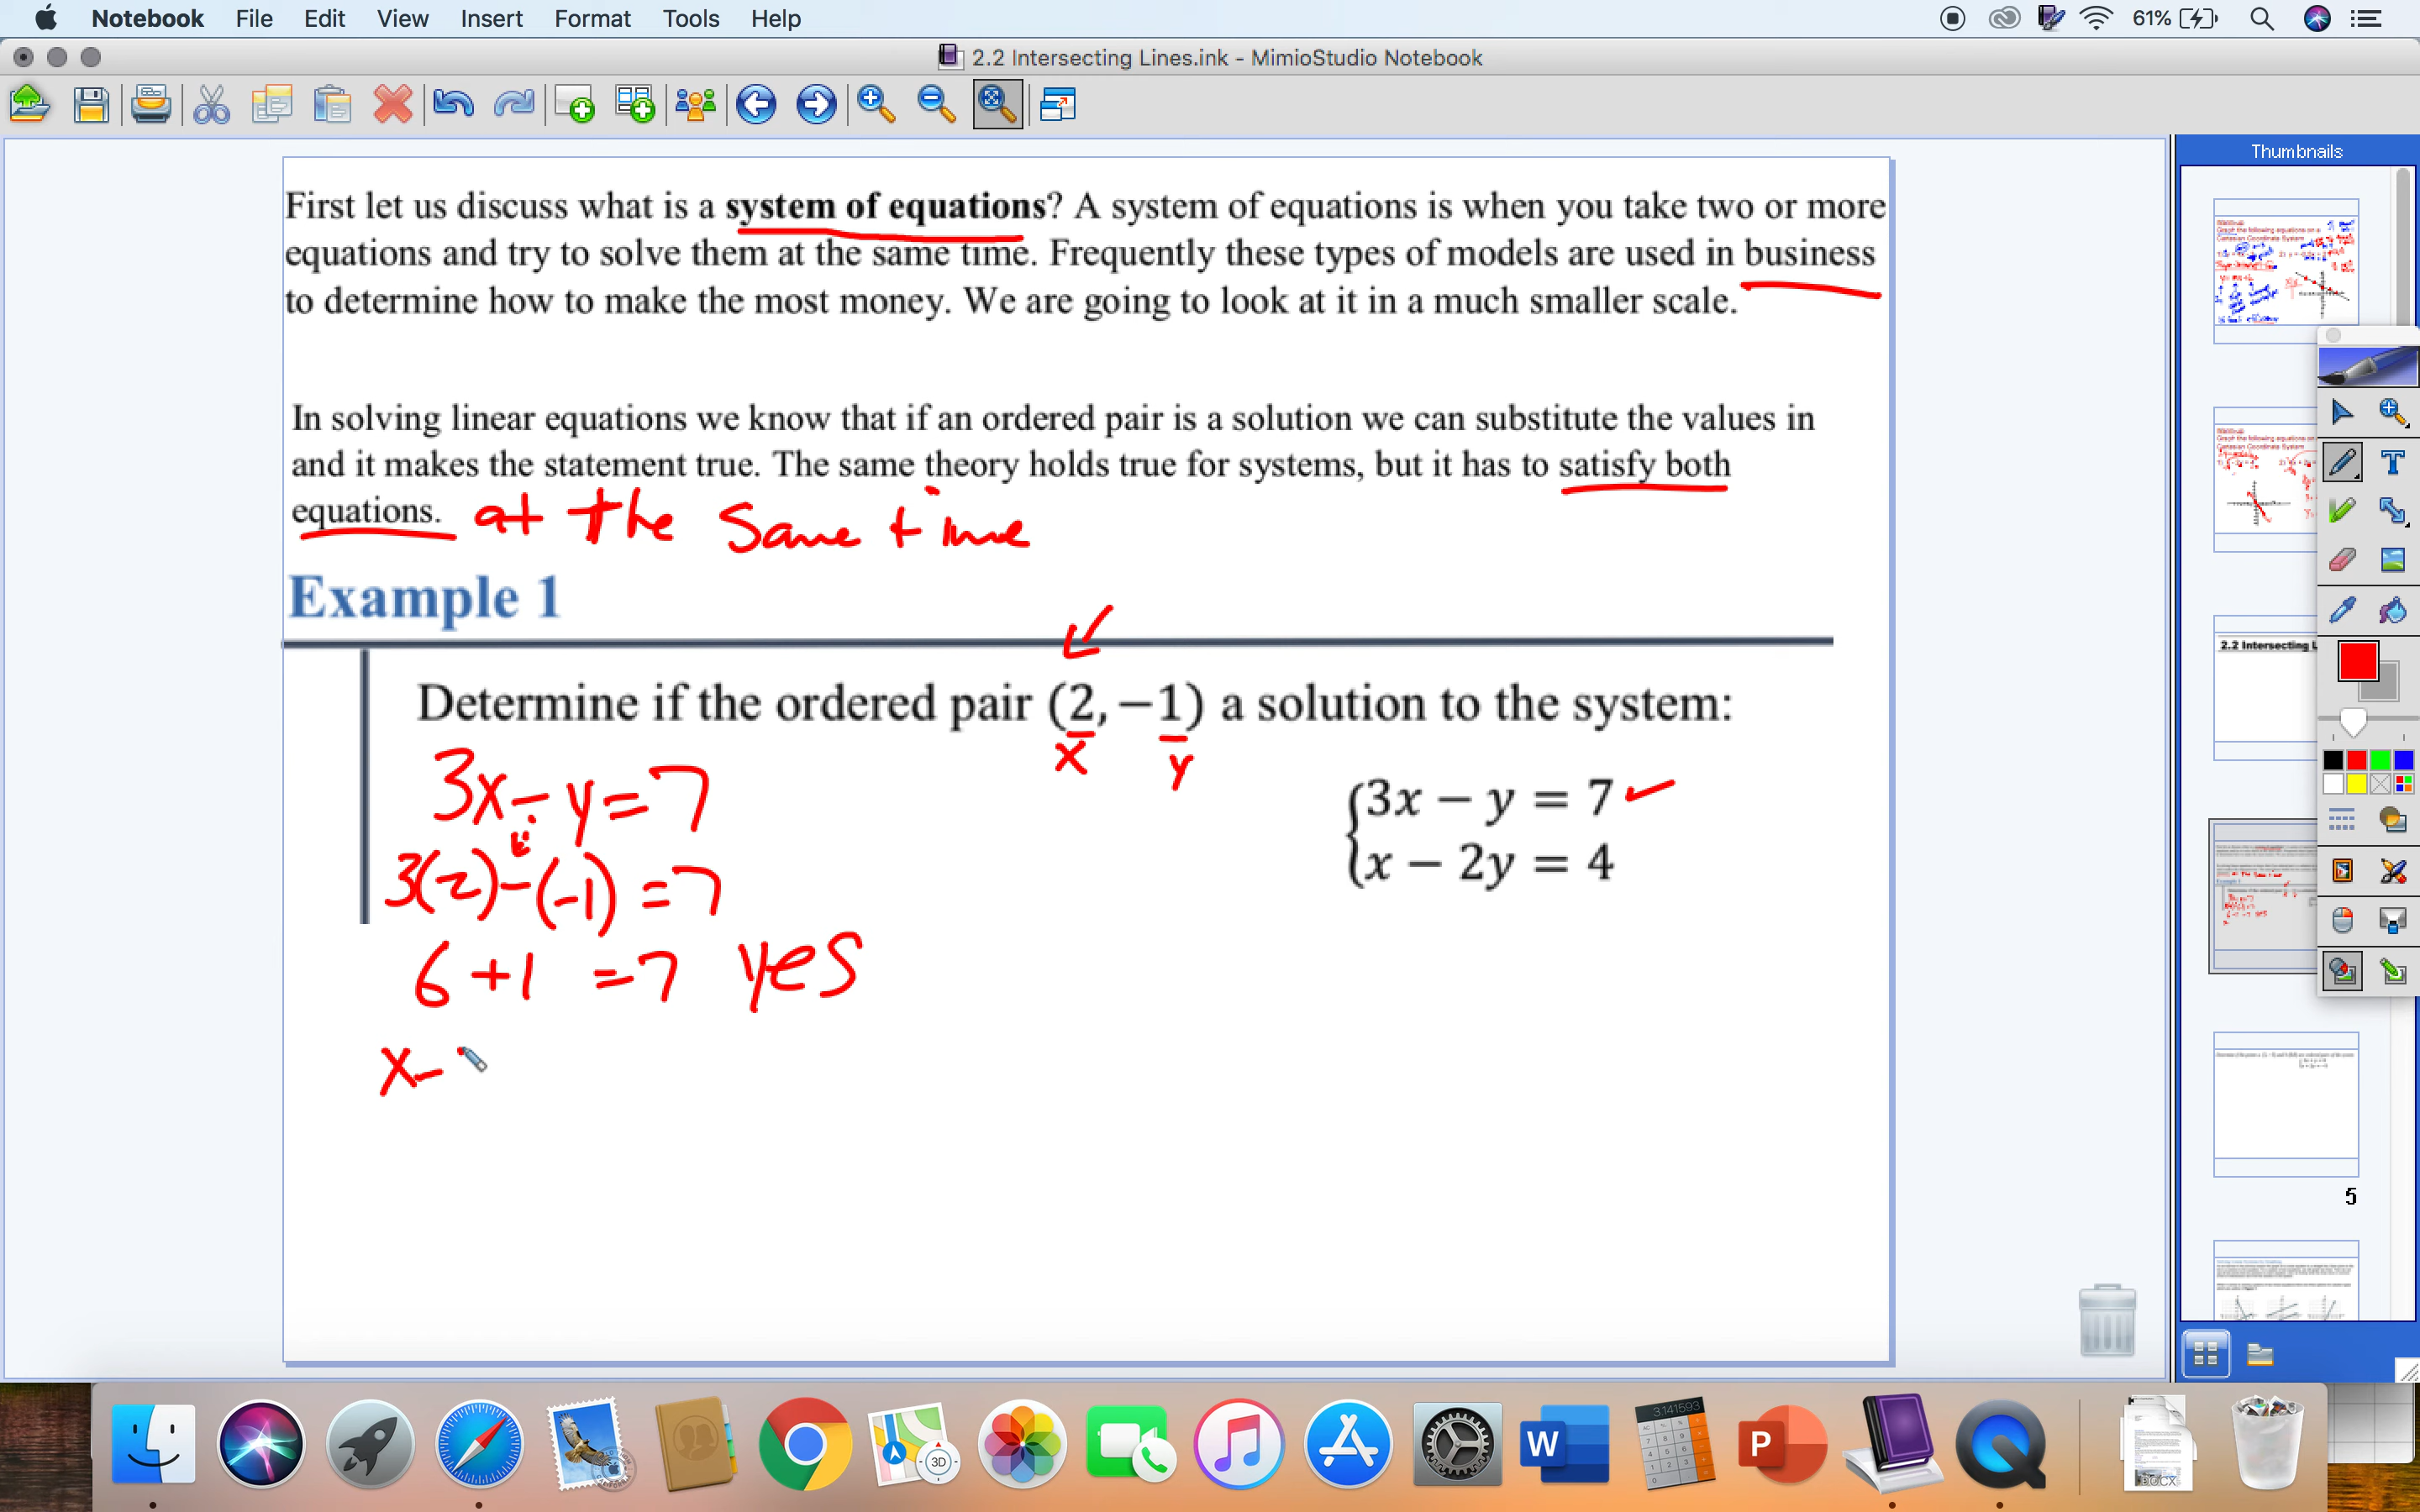 Notebook File Edit View Insert Format Tools Help 61%
2.2 Intersecting Lines.ink - MimioStudio Notebook
Thumbnails
First let us discuss what is a system of equations? A system of equations is when you take two or more
equations and try to solve them at the same time. Frequently these types of models are used in business
to determine how to make the most money. We are going to look at it in a much smaller scale.
In solving linear equations we know that if an ordered pair is a solution we can substitute the values in
and it makes the statement true. The same theory holds true for systems, but it has to satisfy both
equations. at the same time
Example 1
Determine if the ordered pair (2, −1) a solution to the system:
x y
3x - y = 7
{3x − y = 7
x − 2y = 4
3(2) - (-1) = 7
6 + 1 = 7 yes
x -
2.2 Intersecting L
5
3D
W
3.141593
P
DOCX